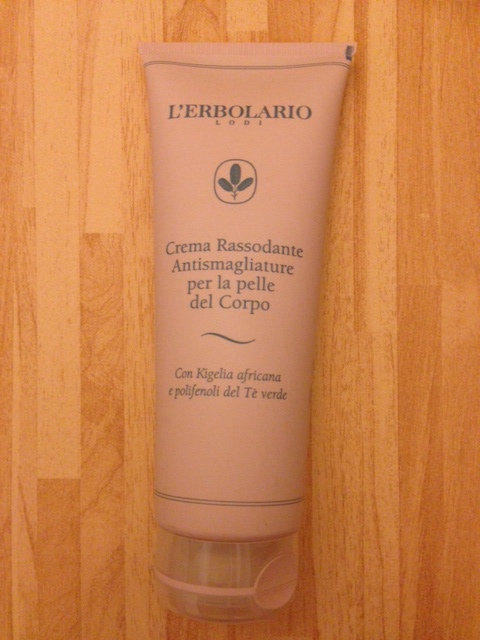 L'ERBOLARIO
LODI
Crema Rassodante
Antismagliature
per la pelle
del Corpo
Con Kigelia africana
e polifenoli del Tè verde